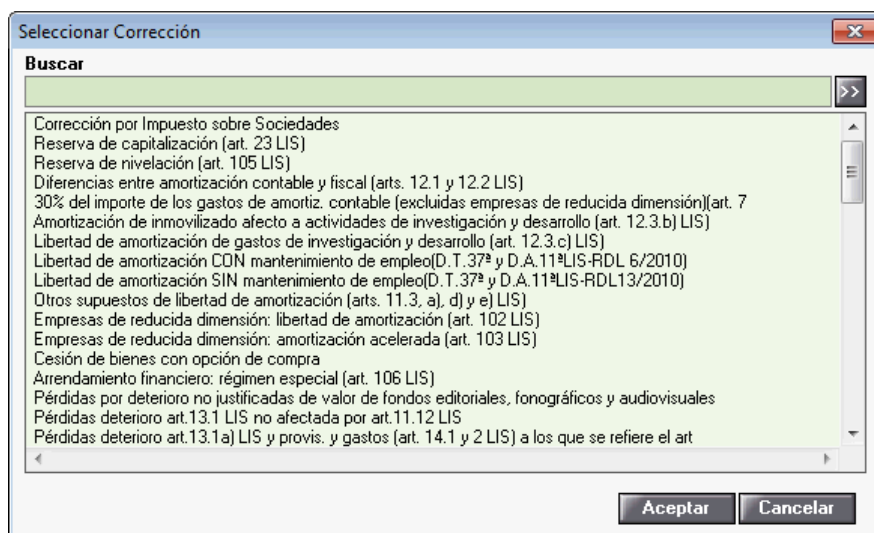 Seleccionar Corrección
Buscar
>>
Corrección por Impuesto sobre Sociedades
Reserva de capitalización (art. 23 LIS)
Reserva de nivelación (art. 105 LIS)
Diferencias entre amortización contable y fiscal (arts. 12.1 y 12.2 LIS)
30% del importe de los gastos de amortiz. contable (excluidas empresas de reducida dimensión)(art. 7
Amortización de inmovilizado afecto a actividades de investigación y desarrollo (art. 12.3.b) LIS)
Libertad de amortización de gastos de investigación y desarrollo (art. 12.3.c) LIS)
Libertad de amortización CON mantenimiento de empleo(D.T.37ª y D.A.11ªLIS-RDL 6/2010)
Libertad de amortización SIN mantenimiento de empleo(D.T.37ª y D.A.11ªLIS-RDL13/2010)
Otros supuestos de libertad de amortización (arts. 11.3, a), d) y e) LIS)
Empresas de reducida dimensión: libertad de amortización (art. 102 LIS)
Empresas de reducida dimensión: amortización acelerada (art. 103 LIS)
Cesión de bienes con opción de compra
Arrendamiento financiero: régimen especial (art. 106 LIS)
Pérdidas por deterioro no justificadas de valor de fondos editoriales, fonográficos y audiovisuales
Pérdidas deterioro art.13.1 LIS no afectada por art.11.12 LIS
Pérdidas deterioro art.13.1a) LIS y provis. y gastos (art. 14.1 y 2 LIS) a los que se refiere el art
Aceptar Cancelar